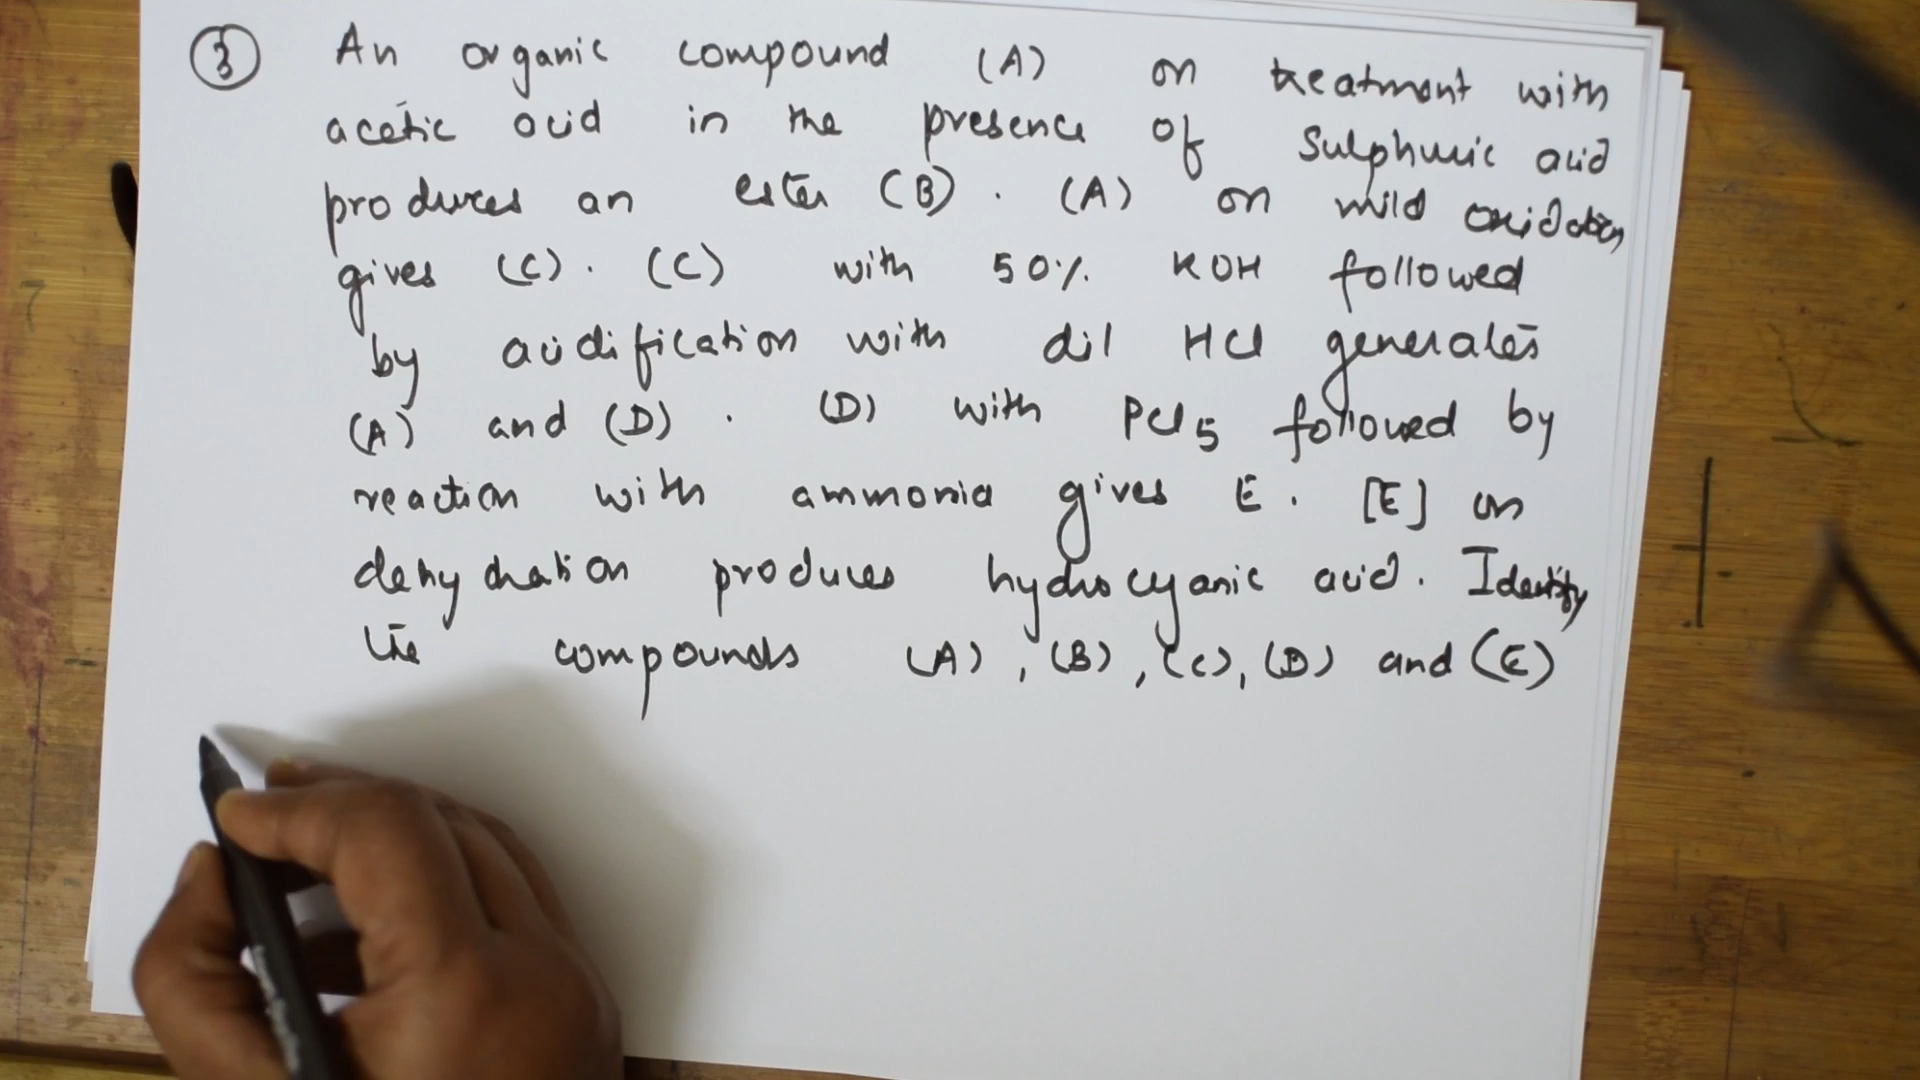 3 An organic compound (A) on treatment with
acetic acid in the presence of Sulphuric acid
produces an ester (B). (A) on mild oxidation
gives (C). (C) with 50% KOH followed
by acidification with dil HCl generates
(A) and (D). (D) with PCl5 followed by
reaction with ammonia gives E. [E] on
dehydration produces hydrocyanic acid. Identify
the compounds (A), (B), (C), (D) and (E)